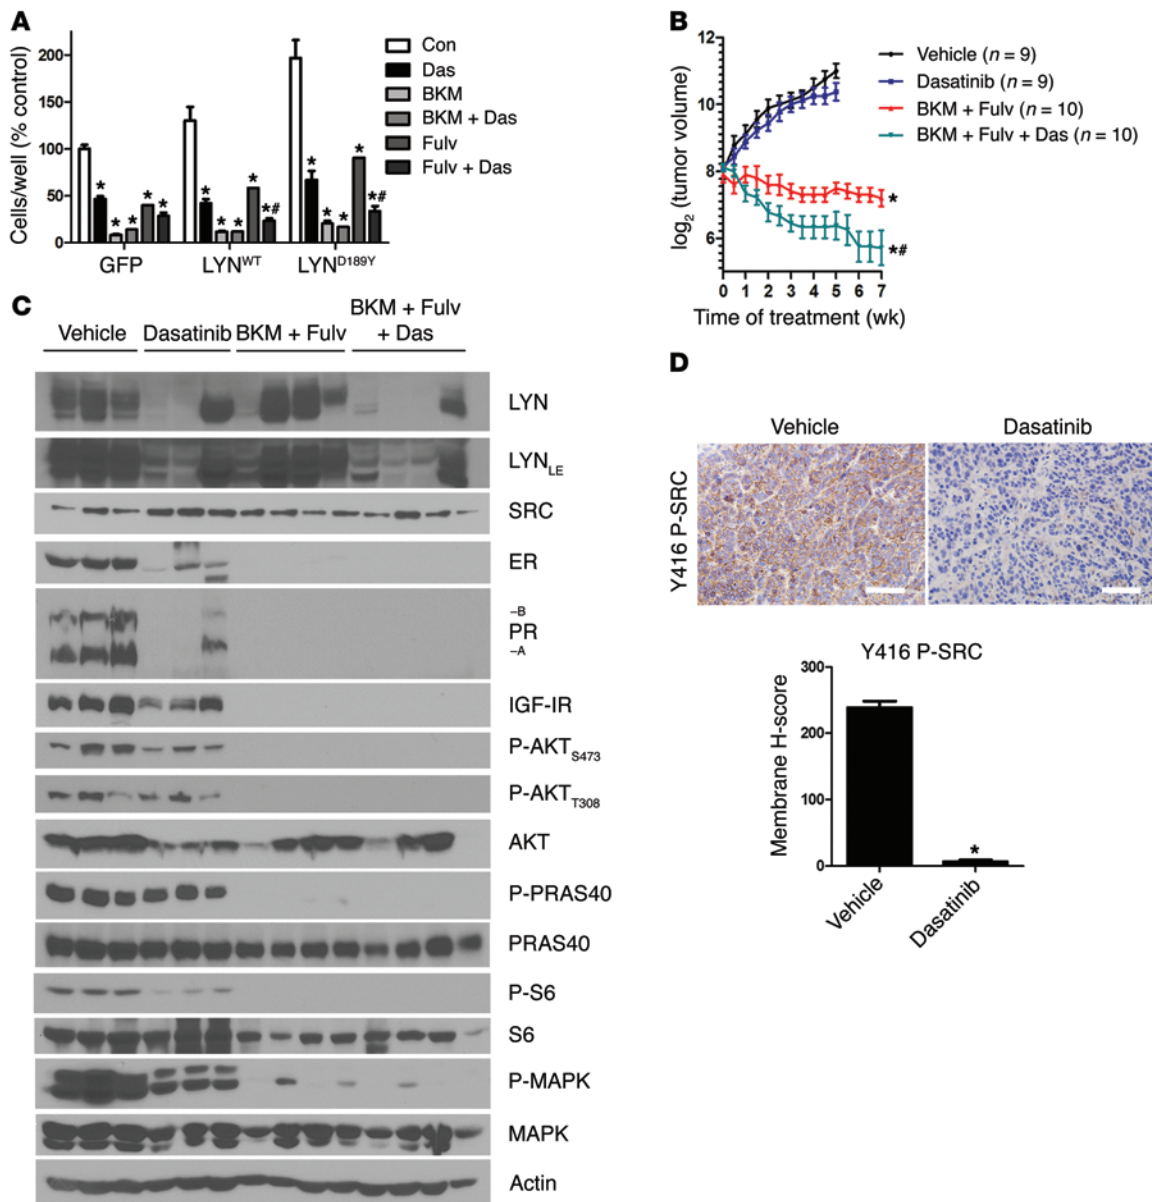 A
Cells/well (% control)
200
150
100
50
0
Con
Das
BKM
BKM + Das
Fulv
Fulv + Das
* * * * *
* * * * *#
* * * * *#
GFP LYNWT LYND189Y
B
log2 (tumor volume)
12
10
8
6
0 1 2 3 4 5 6 7
Time of treatment (wk)
Vehicle (n = 9)
Dasatinib (n = 9)
BKM + Fulv (n = 10)
BKM + Fulv + Das (n = 10)
*
*#
C
Vehicle Dasatinib BKM + Fulv BKM + Fulv
+ Das
LYN
LYNLE
SRC
ER
–B
PR
–A
IGF-IR
P-AKTS473
P-AKTT308
AKT
P-PRAS40
PRAS40
P-S6
S6
P-MAPK
MAPK
Actin
D
Vehicle Dasatinib
Y416 P-SRC
Y416 P-SRC
Membrane H-score
300
200
100
0
*
Vehicle
Dasatinib